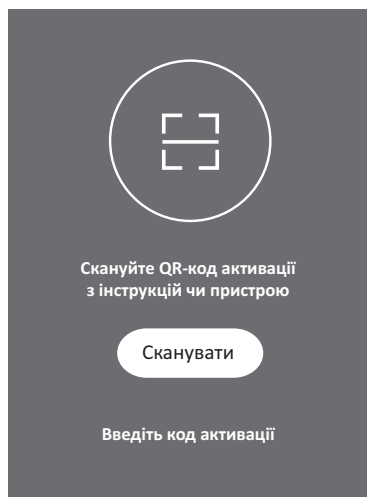 Скануйте QR-код активації
з інструкцій чи пристрою
Сканувати
Введіть код активації